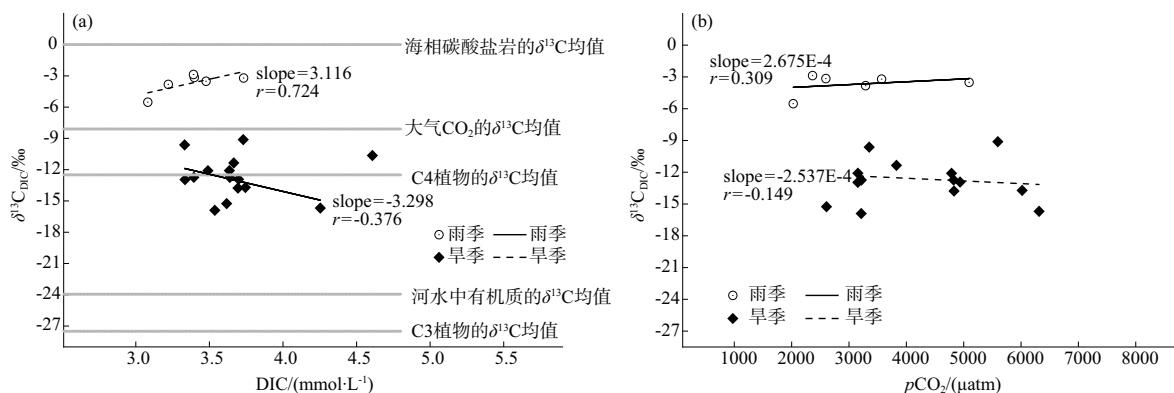 (a)
δ¹³C_DIC/‰
0
-3
-6
-9
-12
-15
-18
-21
-24
-27
海相碳酸盐岩的δ¹³C均值
slope=3.116
r=0.724
大气CO₂的δ¹³C均值
C4植物的δ¹³C均值
slope=-3.298
r=-0.376
雨季 雨季
旱季 旱季
河水中有机质的δ¹³C均值
C3植物的δ¹³C均值
3.0 3.5 4.0 4.5 5.0 5.5
DIC/(mmol·L⁻¹)
(b)
δ¹³C_DIC/‰
0
-3
-6
-9
-12
-15
-18
-21
-24
-27
slope=2.675E-4
r=0.309
slope=-2.537E-4
r=-0.149
雨季 雨季
旱季 旱季
1000 2000 3000 4000 5000 6000 7000 8000
pCO₂/(μatm)